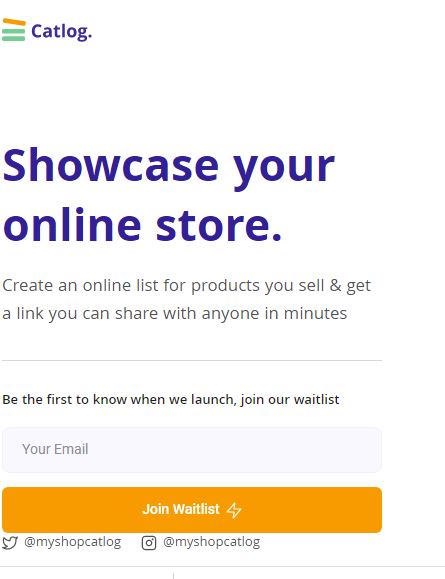 Catlog.
Showcase your
online store.
Create an online list for products you sell & get
a link you can share with anyone in minutes
Be the first to know when we launch, join our waitlist
Your Email
Join Waitlist
@myshopcatlog @myshopcatlog